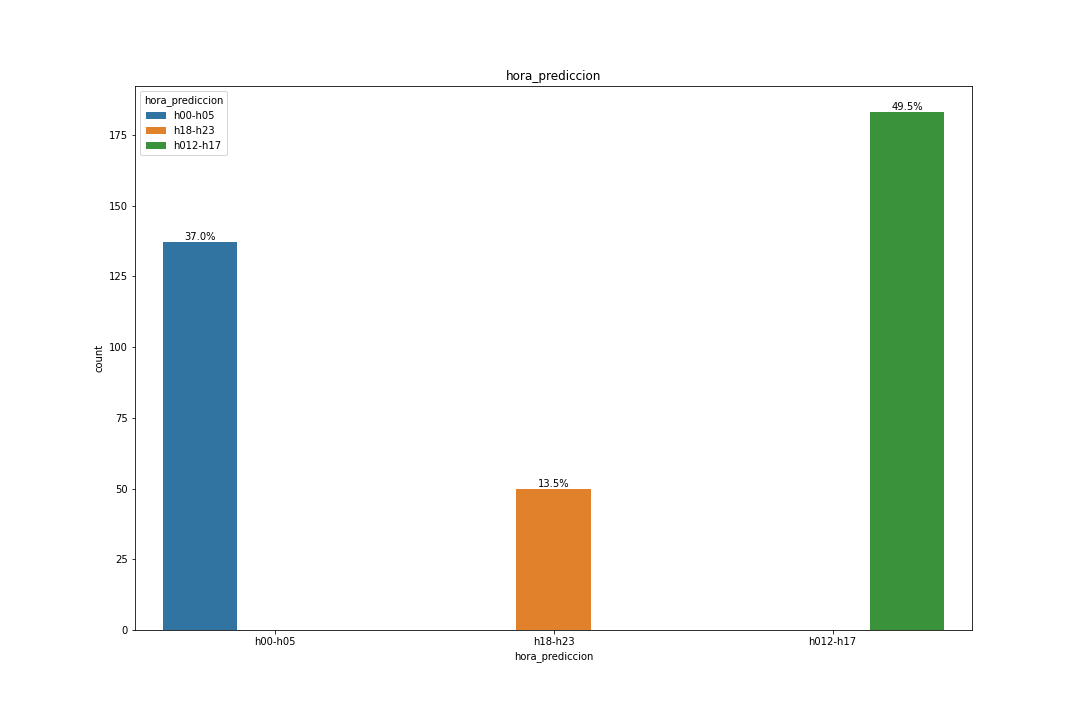 hora_prediccion
hora_prediccion
h00-h05
h18-h23
h012-h17
49.5%
37.0%
13.5%
175
150
125
100
75
50
25
0
count
h00-h05 h18-h23 h012-h17
hora_prediccion